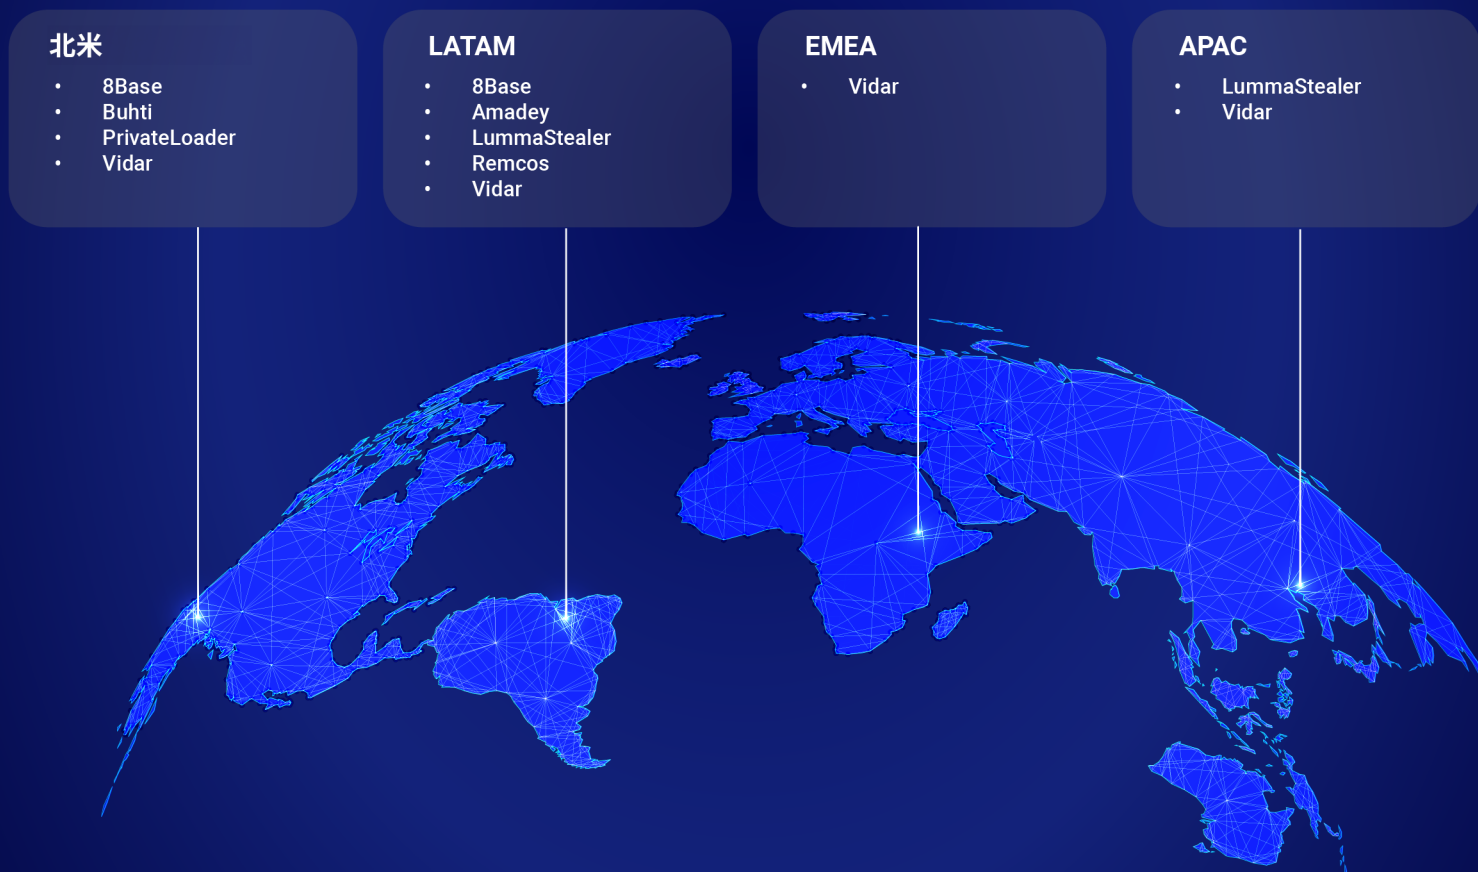 北米
• 8Base
• Buhti
• PrivateLoader
• Vidar
LATAM
• 8Base
• Amadey
• LummaStealer
• Remcos
• Vidar
EMEA
• Vidar
APAC
• LummaStealer
• Vidar